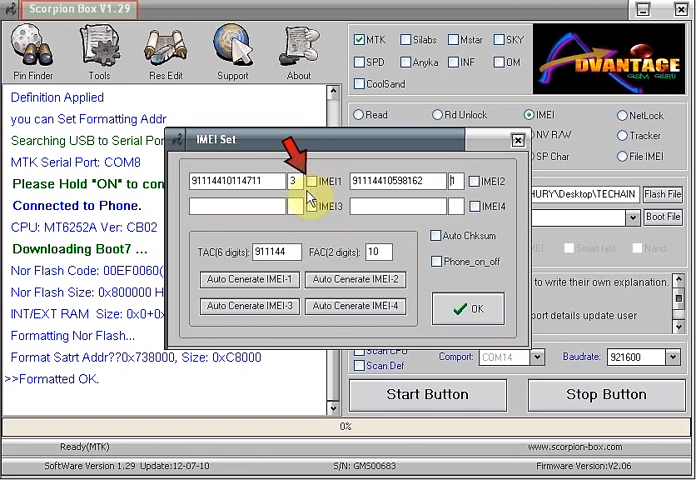 Scorpion Box V1.29
Pin Finder
Tools
Res Edit
Support
About
MTK
Silabs
Mstar
SKY
SPD
Anyka
INF
OM
CoolSand
DVANTAGE
GSM GURU
Definition Applied
you can Set Formatting Addr
Searching USB to Serial Por
MTK Serial Port: COM8
Please Hold "ON" to con
Connected to Phone.
CPU: MT6252A Ver: CB02
Downloading Boot7 ...
Nor Flash Code: 00EF0060(
Nor Flash Size: 0x800000 H
INT/EXT RAM Size: 0x0+0x
Formatting Nor Flash...
Format Satrt Addr??0x738000, Size: 0xC8000
>>Formatted OK.
Read
Rd Unlock
IMEI
NetLock
NV R/W
Tracker
SP Char
File IMEI
IMEI Set
91114410114711
3
IMEI1
91114410598162
1
IMEI2
IMEI3
IMEI4
TAC(6 digits):
911144
FAC(2 digits):
10
Auto Chksum
Phone_on_off
Auto Cenerate IMEI-1
Auto Cenerate IMEI-2
Auto Cenerate IMEI-3
Auto Cenerate IMEI-4
OK
HURY\Desktop\TECHAIN
Flash File
Boot File
MEI
Smart fast
Nand
to write their own explanation.
port details update user
Scan CPU
Scan Def
Comport:
COM14
Baudrate:
921600
Start Button
Stop Button
0%
Ready(MTK)
www.scorpion-box.com
SoftWare Version 1.29 Update:12-07-10
S/N: GMS00683
Firmware Version:V2.06